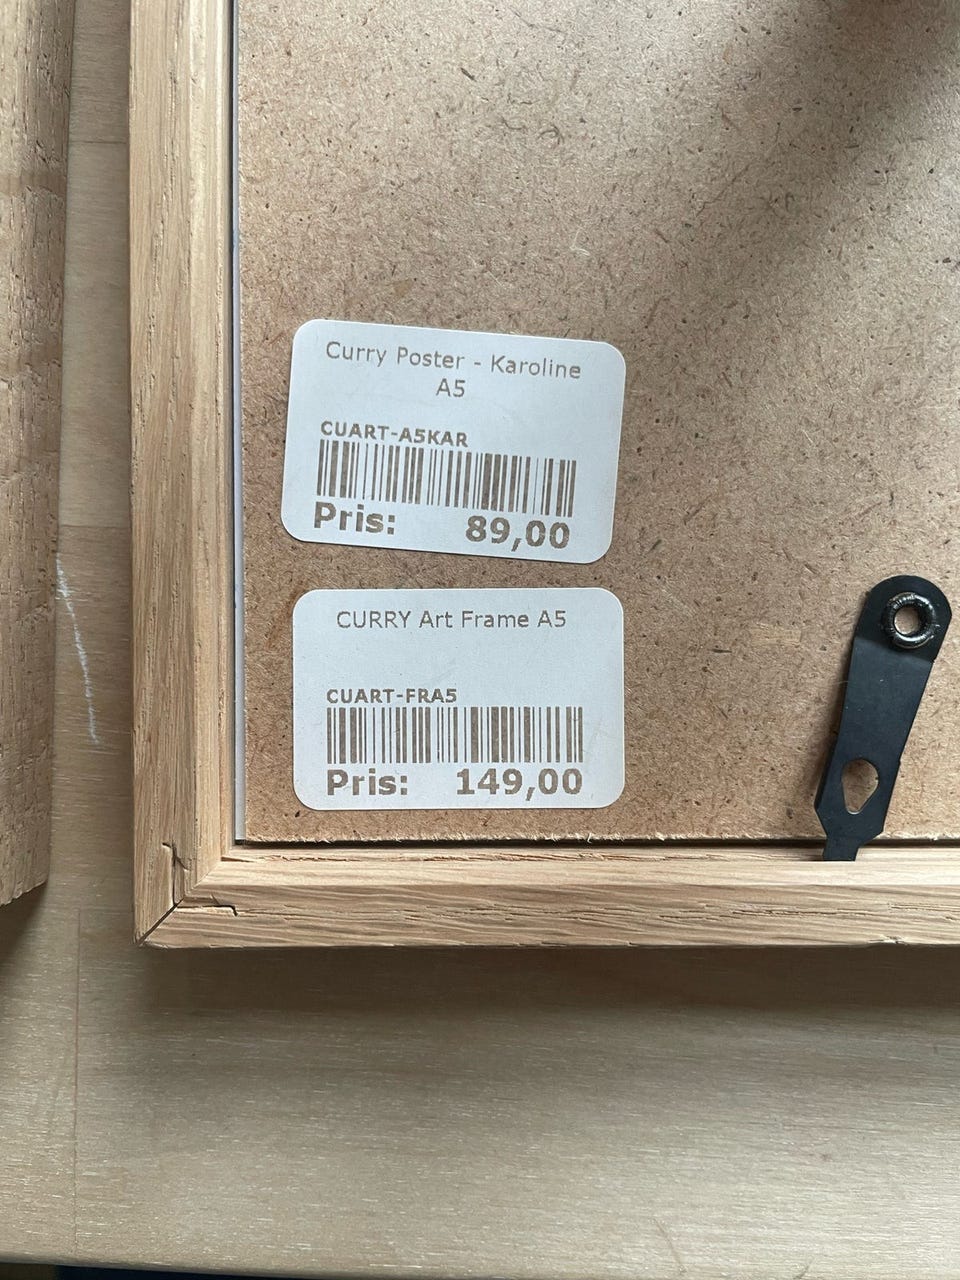 Curry Poster - Karoline
A5
CUART-A5KAR
Pris: 89,00
CURRY Art Frame A5
CUART-FRA5
Pris: 149,00